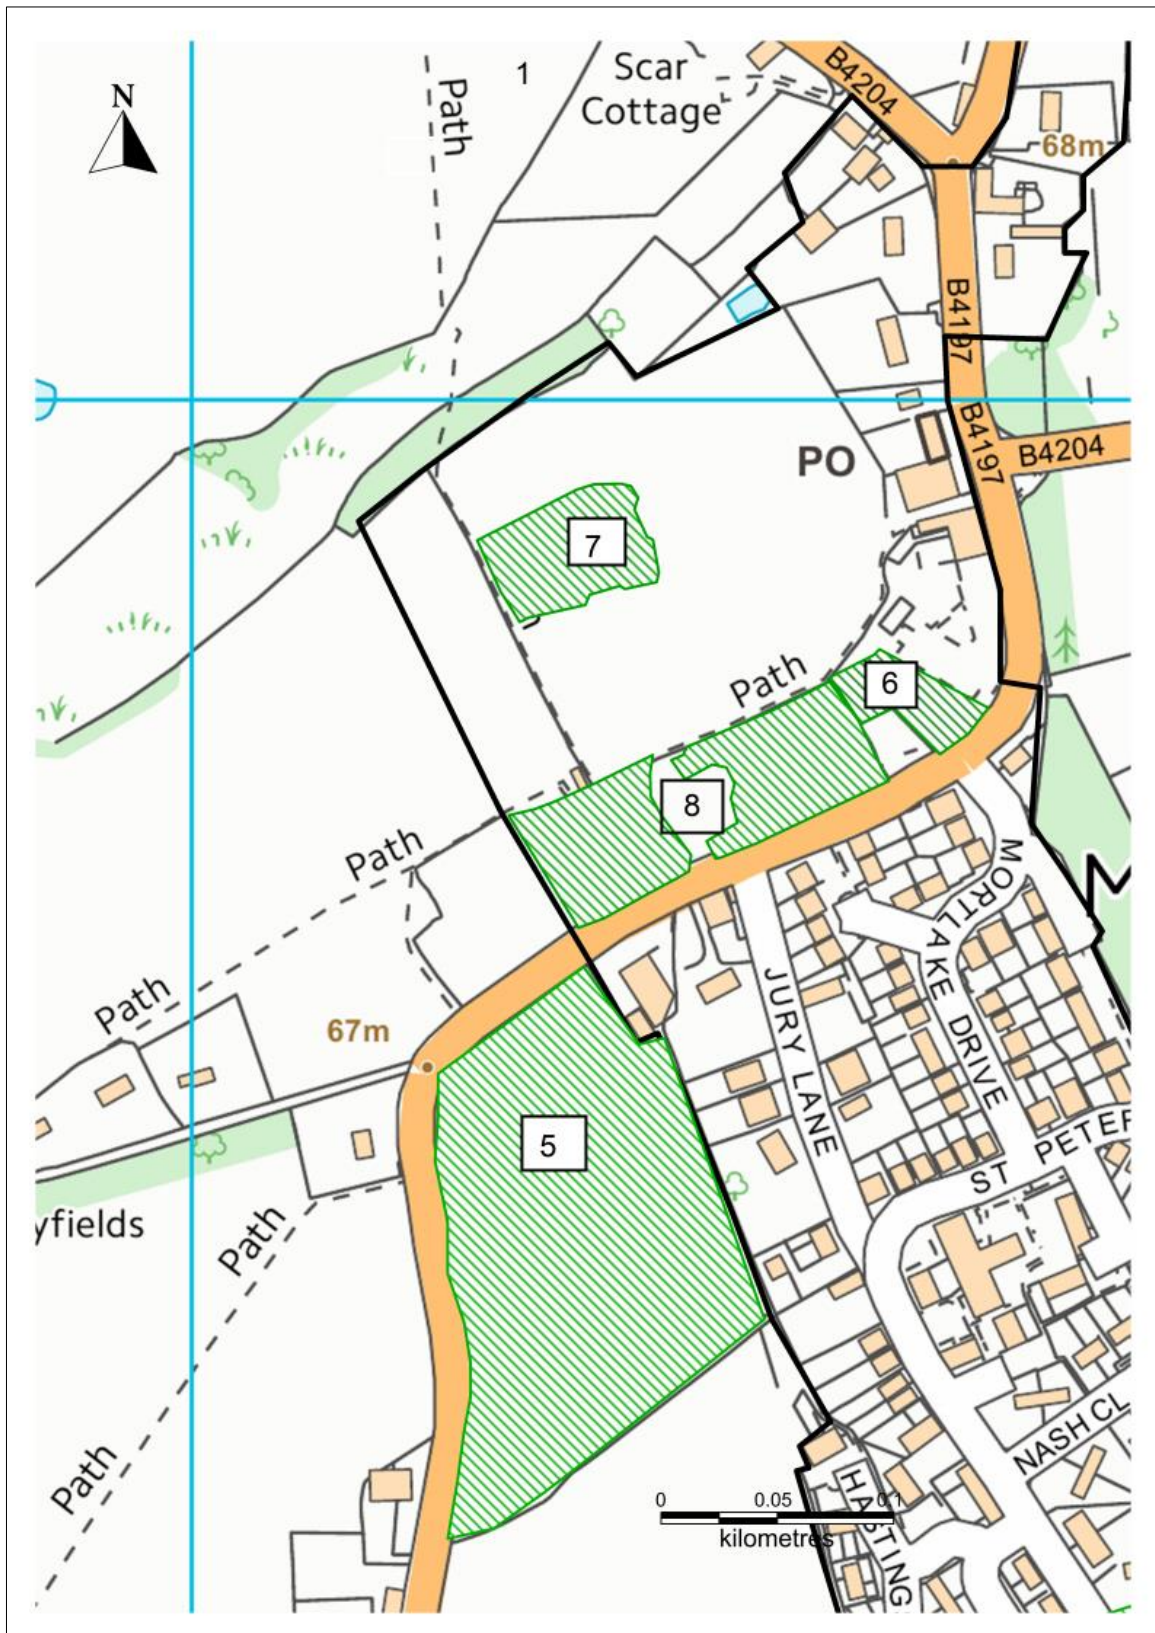 1
Scar
Cottage
B4204
N
Path
68m
B4197
B4197
B4204
PO
7
Path
6
8
Path
MORTLAKE DRIVE
M
Path
67m
JURY LANE
5
ST PETER
yfields
Path
NASH CL
Path
0 0.05 0.1
kilometres
HASTING